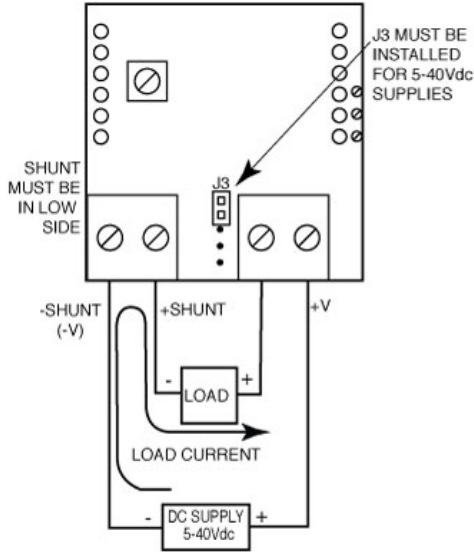 J3 MUST BE
INSTALLED
FOR 5-40Vdc
SUPPLIES
SHUNT
MUST BE
IN LOW
SIDE
J3
-SHUNT
(-V)
+SHUNT
+V
- LOAD +
LOAD CURRENT
- DC SUPPLY +
5-40Vdc